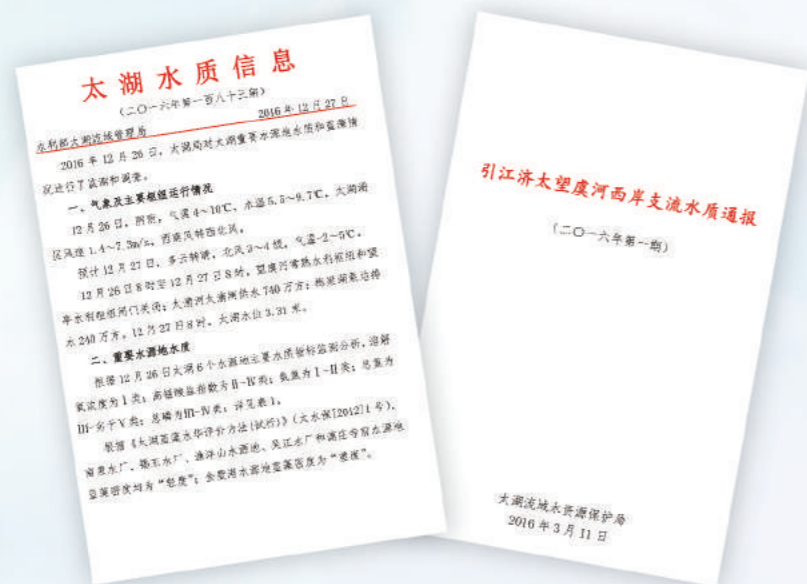 太湖水质信息
（二〇一六年第一百八十三期）
水利部太湖流域管理局 2016年12月27日
2016年12月26日，太湖局对太湖重要水源地水质和蓝藻情
况进行了监测和调查。
一、气象及主要枢纽运行情况
12月26日，阴雨，气温4~10℃，水温5.5~9.7℃，太湖湖
区风速1.4~7.3m/s，西南风转西北风。
预计12月27日，多云转晴，北风3~4级，气温-2~5℃。
12月26日8时至12月27日8时，望虞河常熟水利枢纽和望
亭水利枢纽闸门关闭；太浦河太浦闸供水740万方；梅梁湖泵站排
水240万方。12月27日8时，太湖水位3.31米。
二、重要水源地水质
根据12月26日太湖6个水源地主要水质指标监测分析，溶解
氧浓度为Ⅰ类；高锰酸盐指数为Ⅱ~Ⅳ类；氨氮为Ⅰ~Ⅱ类；总氮为
Ⅲ~劣于Ⅴ类；总磷为Ⅲ~Ⅳ类；详见表1。
根据《太湖蓝藻水华评价方法(试行)》(太水保[2012]1号)，
南泉水厂、锡东水厂、渔洋山水源地、吴江水厂和浦庄寺前水源地
蓝藻密度均为“轻度”；金墅港水源地蓝藻密度为
引江济太望虞河西岸支流水质通报
（二〇一六年第一期）
太湖流域水资源保护局
2016年3月11日